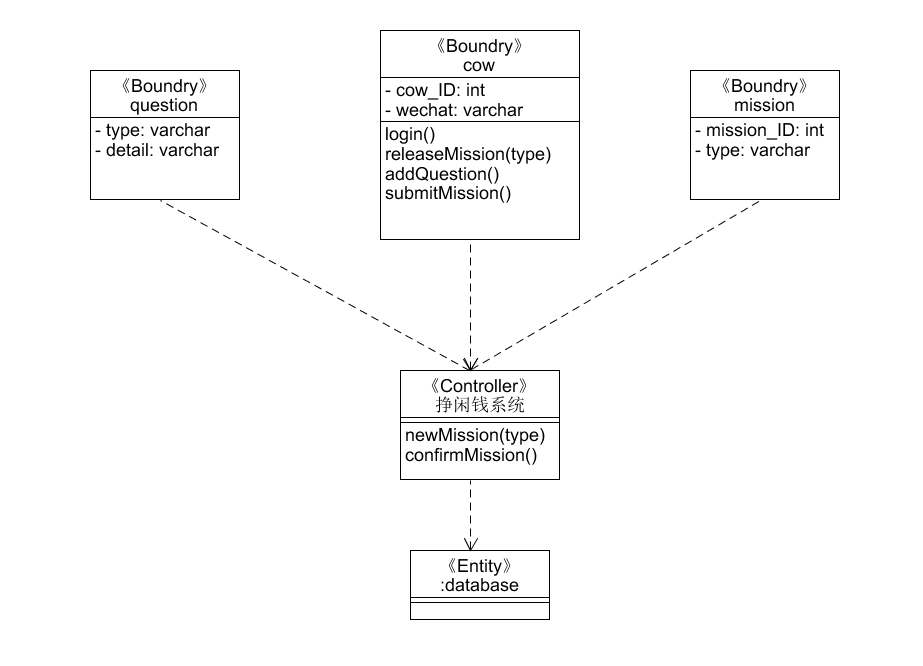 《Boundry》
question
- type: varchar
- detail: varchar
《Boundry》
cow
- cow_ID: int
- wechat: varchar
login()
releaseMission(type)
addQuestion()
submitMission()
《Boundry》
mission
- mission_ID: int
- type: varchar
《Controller》
挣闲钱系统
newMission(type)
confirmMission()
《Entity》
:database